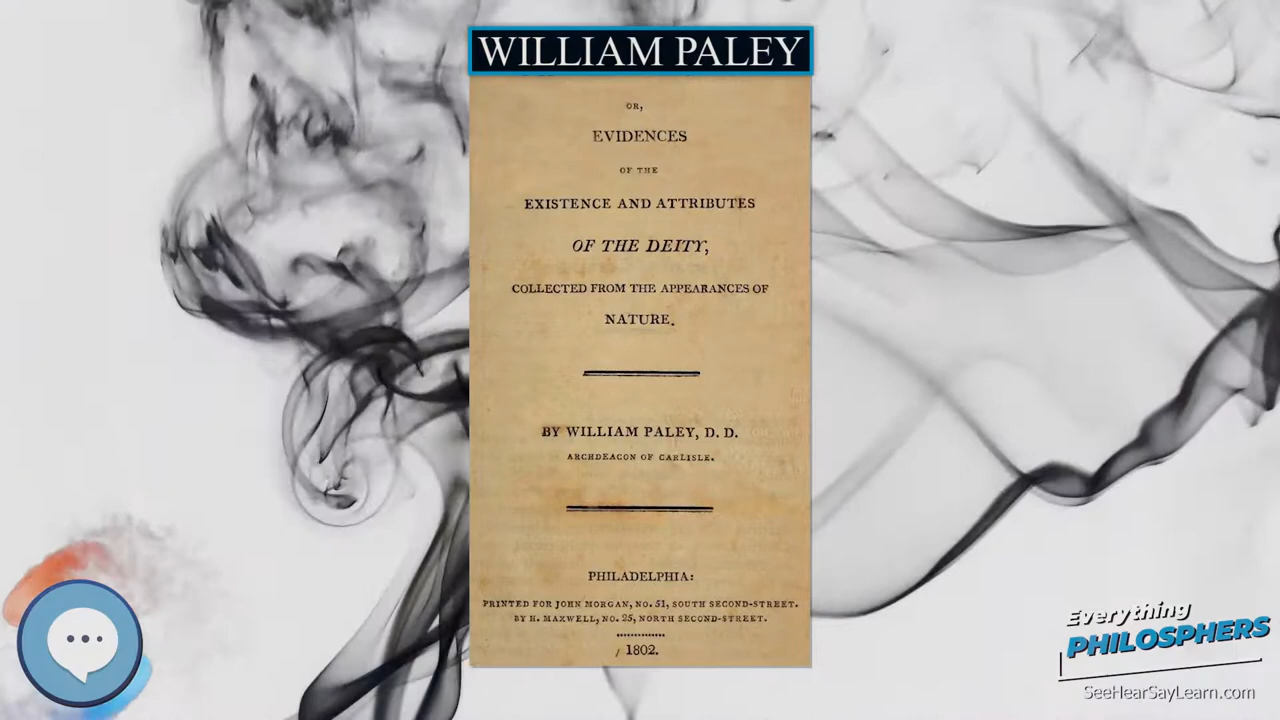 WILLIAM PALEY
OR,
EVIDENCES
OF THE
EXISTENCE AND ATTRIBUTES
OF THE DEITY,
COLLECTED FROM THE APPEARANCES OF
NATURE.
BY WILLIAM PALEY, D. D.
ARCHDEACON OF CARLISLE.
PHILADELPHIA:
PRINTED FOR JOHN MORGAN, NO. 51, SOUTH SECOND-STREET.
BY H. MAXWELL, NO. 25, NORTH SECOND-STREET.
1802.
Everything
PHILOSPHERS
SeeHearSayLearn.com